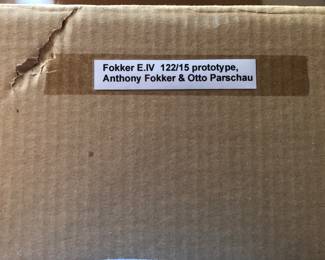 Fokker E.IV 122/15 prototype,
Anthony Fokker & Otto Parschau